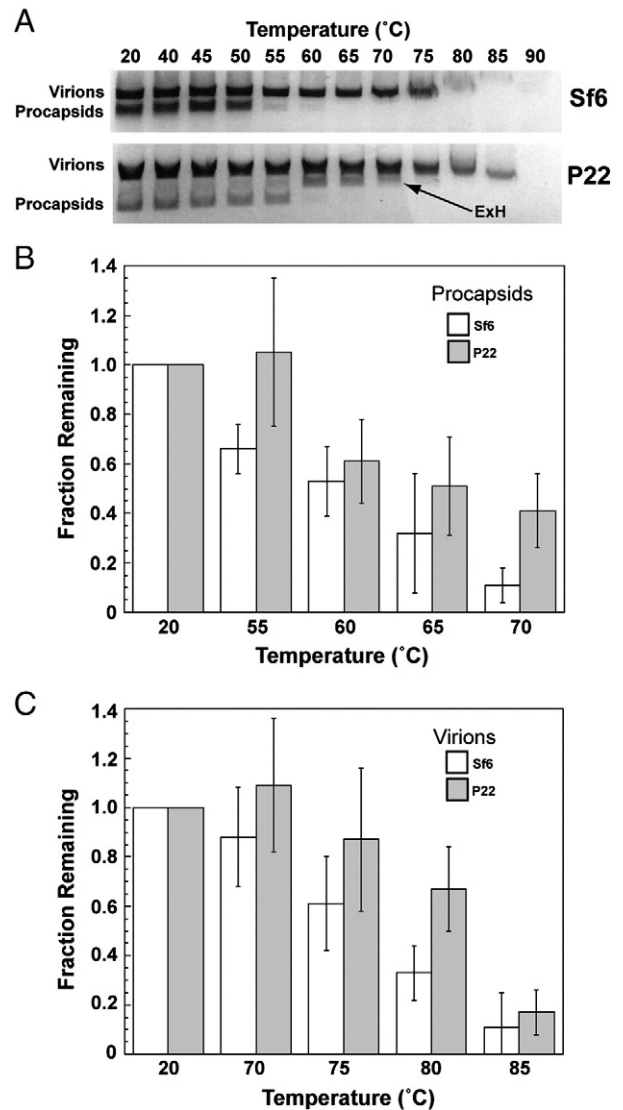 A
Temperature (˚C)
20 40 45 50 55 60 65 70 75 80 85 90
Virions
Procapsids
Sf6
Virions
Procapsids
P22
ExH
B
1.4
1.2
1.0
0.8
0.6
0.4
0.2
0
Fraction Remaining
Procapsids
Sf6
P22
20 55 60 65 70
Temperature (˚C)
C
1.4
1.2
1.0
0.8
0.6
0.4
0.2
0
Fraction Remaining
Virions
Sf6
P22
20 70 75 80 85
Temperature (˚C)